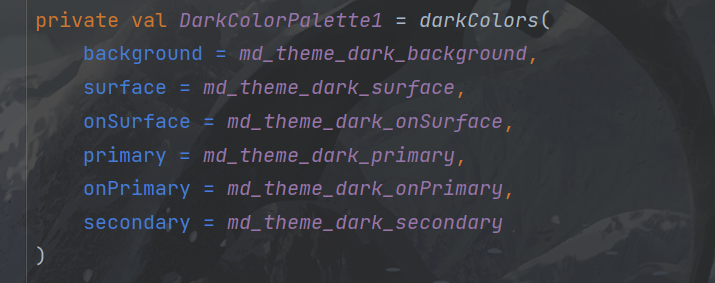 private val DarkColorPalette1 = darkColors(
    background = md_theme_dark_background,
    surface = md_theme_dark_surface,
    onSurface = md_theme_dark_onSurface,
    primary = md_theme_dark_primary,
    onPrimary = md_theme_dark_onPrimary,
    secondary = md_theme_dark_secondary
)